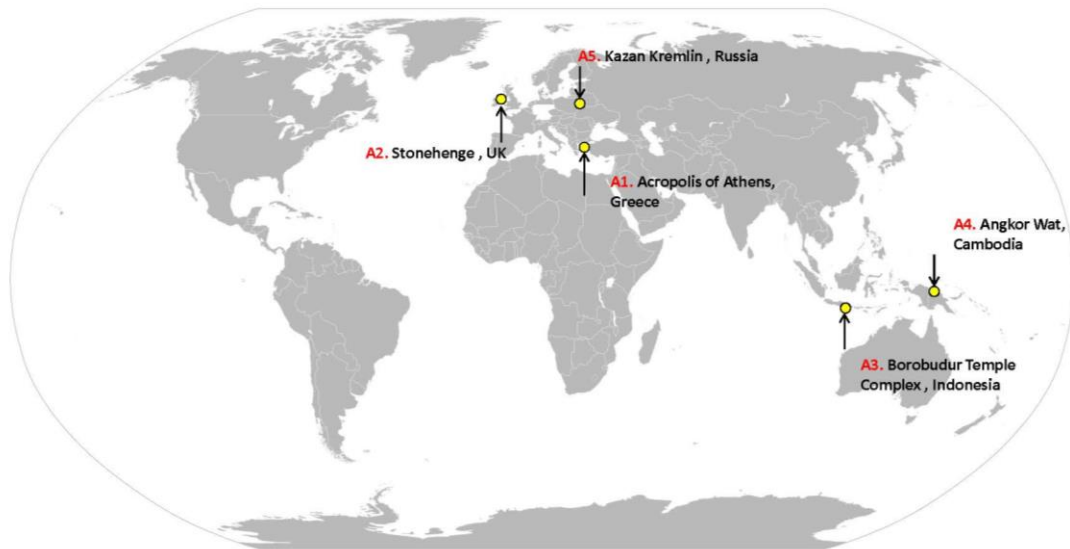 A5. Kazan Kremlin , Russia
A2. Stonehenge , UK
A1. Acropolis of Athens,
Greece
A4. Angkor Wat,
Cambodia
A3. Borobudur Temple
Complex , Indonesia